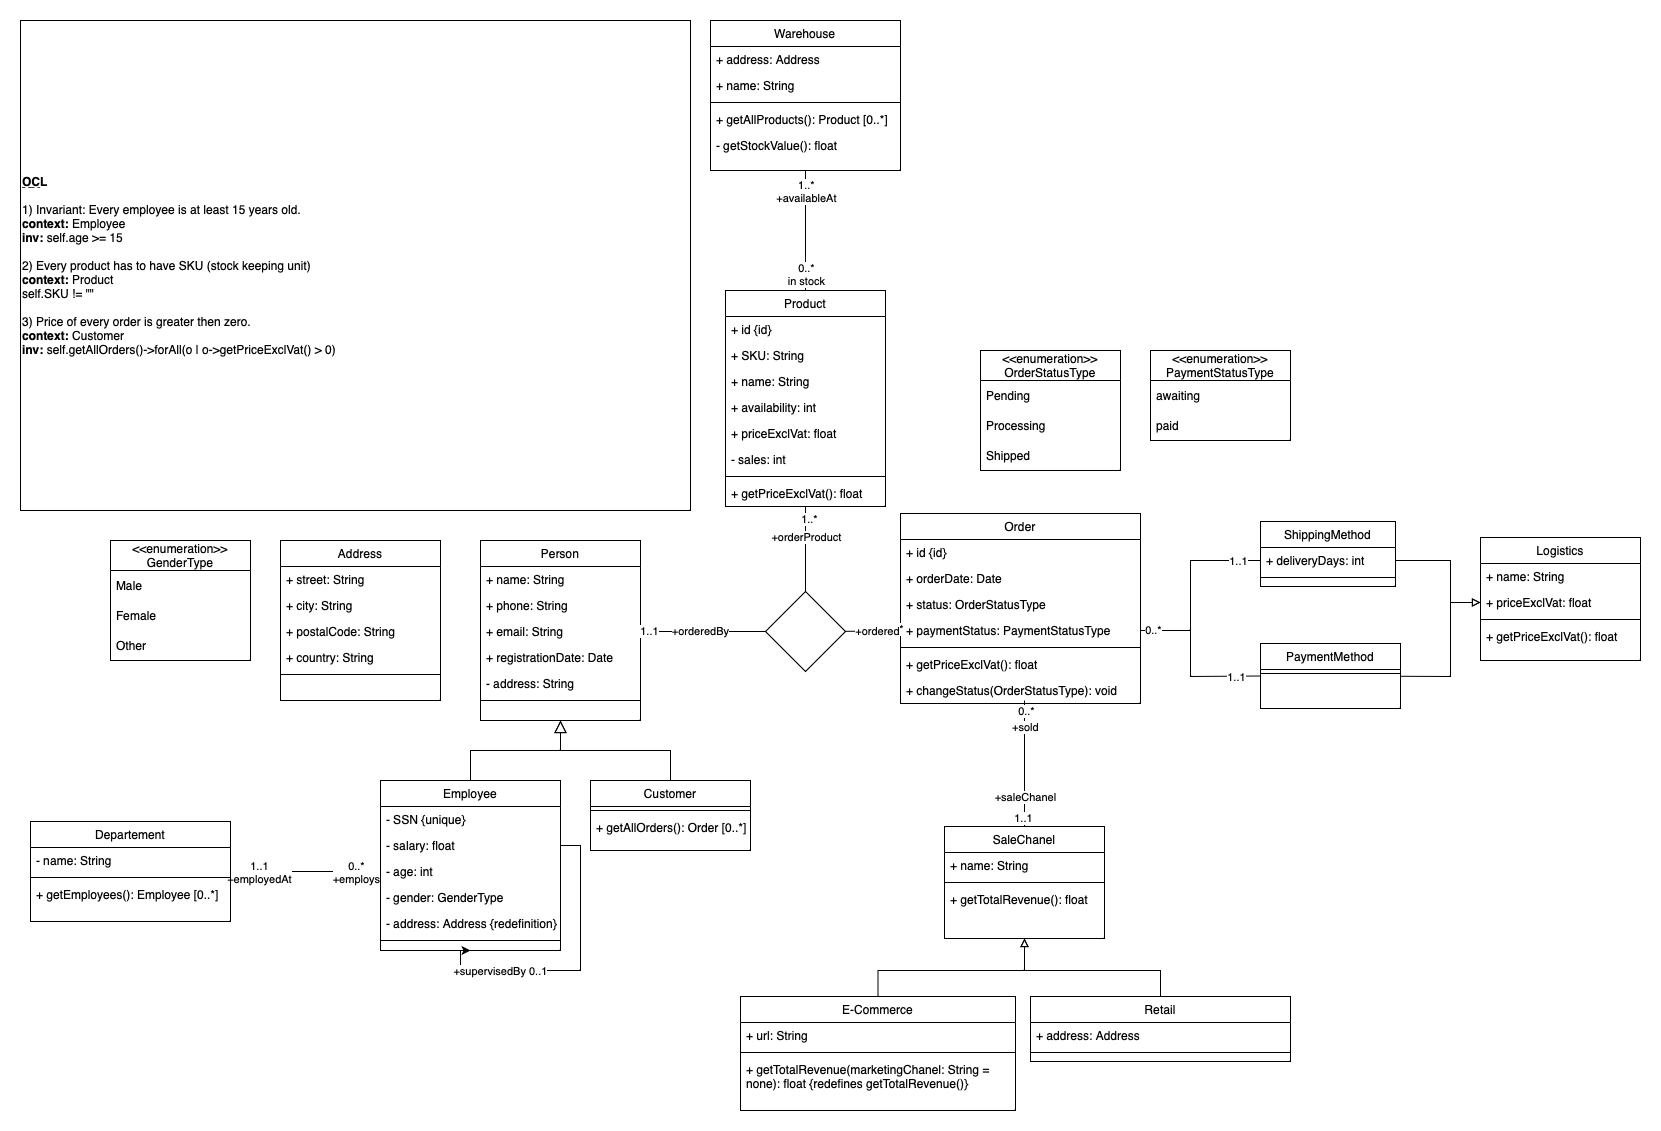 OCL
1) Invariant: Every employee is at least 15 years old.
context: Employee
inv: self.age >= 15
2) Every product has to have SKU (stock keeping unit)
context: Product
self.SKU != ""
3) Price of every order is greater then zero.
context: Customer
inv: self.getAllOrders()->forAll(o | o->getPriceExclVat() > 0)
Warehouse
+ address: Address
+ name: String
+ getAllProducts(): Product [0..*]
- getStockValue(): float
1..*
+availableAt
0..*
in stock
Product
+ id {id}
+ SKU: String
+ name: String
+ availability: int
+ priceExclVat: float
- sales: int
+ getPriceExclVat(): float
1..*
+orderProduct
<<enumeration>>
OrderStatusType
Pending
Processing
Shipped
<<enumeration>>
PaymentStatusType
awaiting
paid
<<enumeration>>
GenderType
Male
Female
Other
Address
+ street: String
+ city: String
+ postalCode: String
+ country: String
Person
+ name: String
+ phone: String
+ email: String
+ registrationDate: Date
- address: String
1..1
+orderedBy
+ordered*
Order
+ id {id}
+ orderDate: Date
+ status: OrderStatusType
+ paymentStatus: PaymentStatusType
+ getPriceExclVat(): float
+ changeStatus(OrderStatusType): void
0..*
1..1
1..1
ShippingMethod
+ deliveryDays: int
PaymentMethod
Logistics
+ name: String
+ priceExclVat: float
+ getPriceExclVat(): float
0..*
+sold
+saleChanel
1..1
Departement
- name: String
+ getEmployees(): Employee [0..*]
1..1
+employedAt
0..*
+employs
Employee
- SSN {unique}
- salary: float
- age: int
- gender: GenderType
- address: Address {redefinition}
+supervisedBy 0..1
Customer
+ getAllOrders(): Order [0..*]
SaleChanel
+ name: String
+ getTotalRevenue(): float
E-Commerce
+ url: String
+ getTotalRevenue(marketingChanel: String =
none): float {redefines getTotalRevenue()}
Retail
+ address: Address